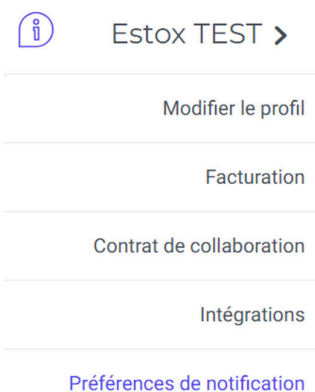 Estox TEST
Modifier le profil
Facturation
Contrat de collaboration
Intégrations
Préférences de notification